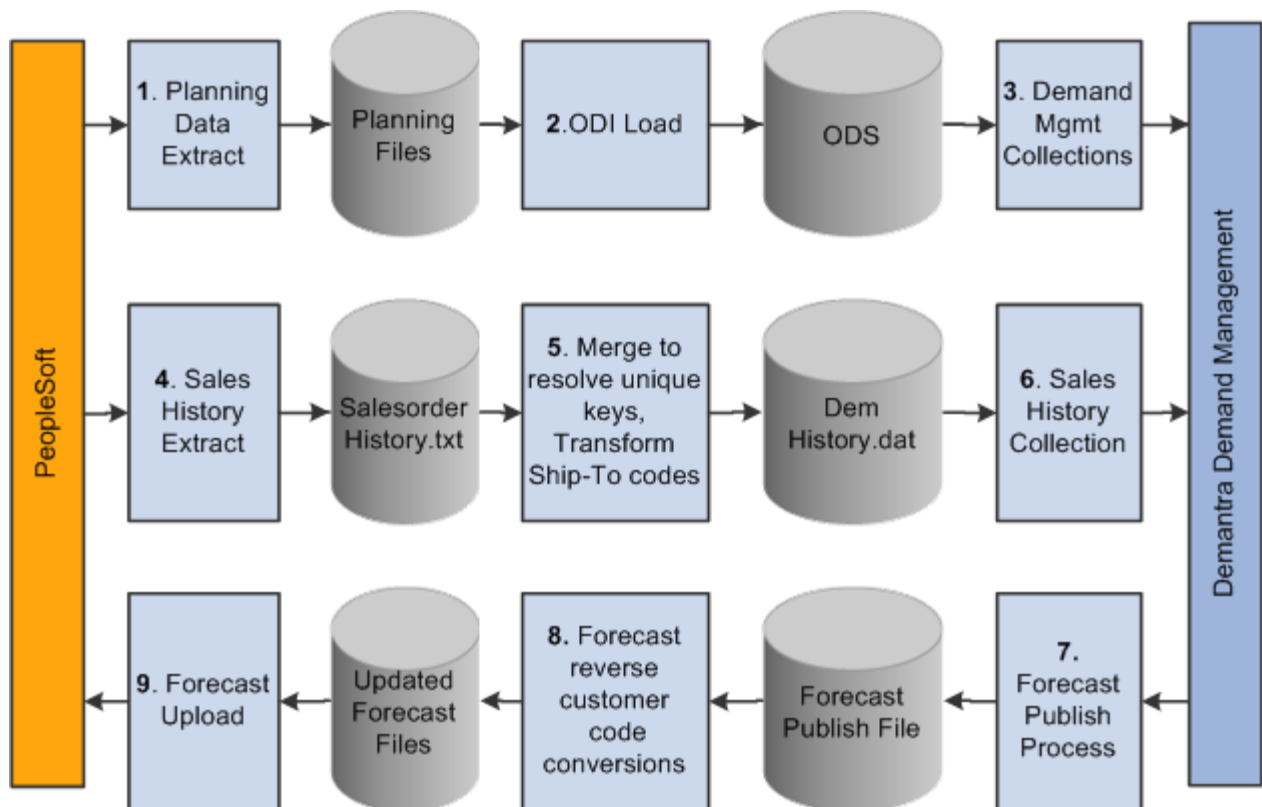 PeopleSoft
1. Planning
Data
Extract
Planning
Files
2.ODI Load
ODS
3. Demand
Mgmt
Collections
Demantra Demand Management
4. Sales
History
Extract
Salesorder
History.txt
5. Merge to
resolve unique
keys,
Transform
Ship-To codes
Dem
History.dat
6. Sales
History
Collection
9. Forecast
Upload
Updated
Forecast
Files
8. Forecast
reverse
customer
code
conversions
Forecast
Publish File
7.
Forecast
Publish
Process